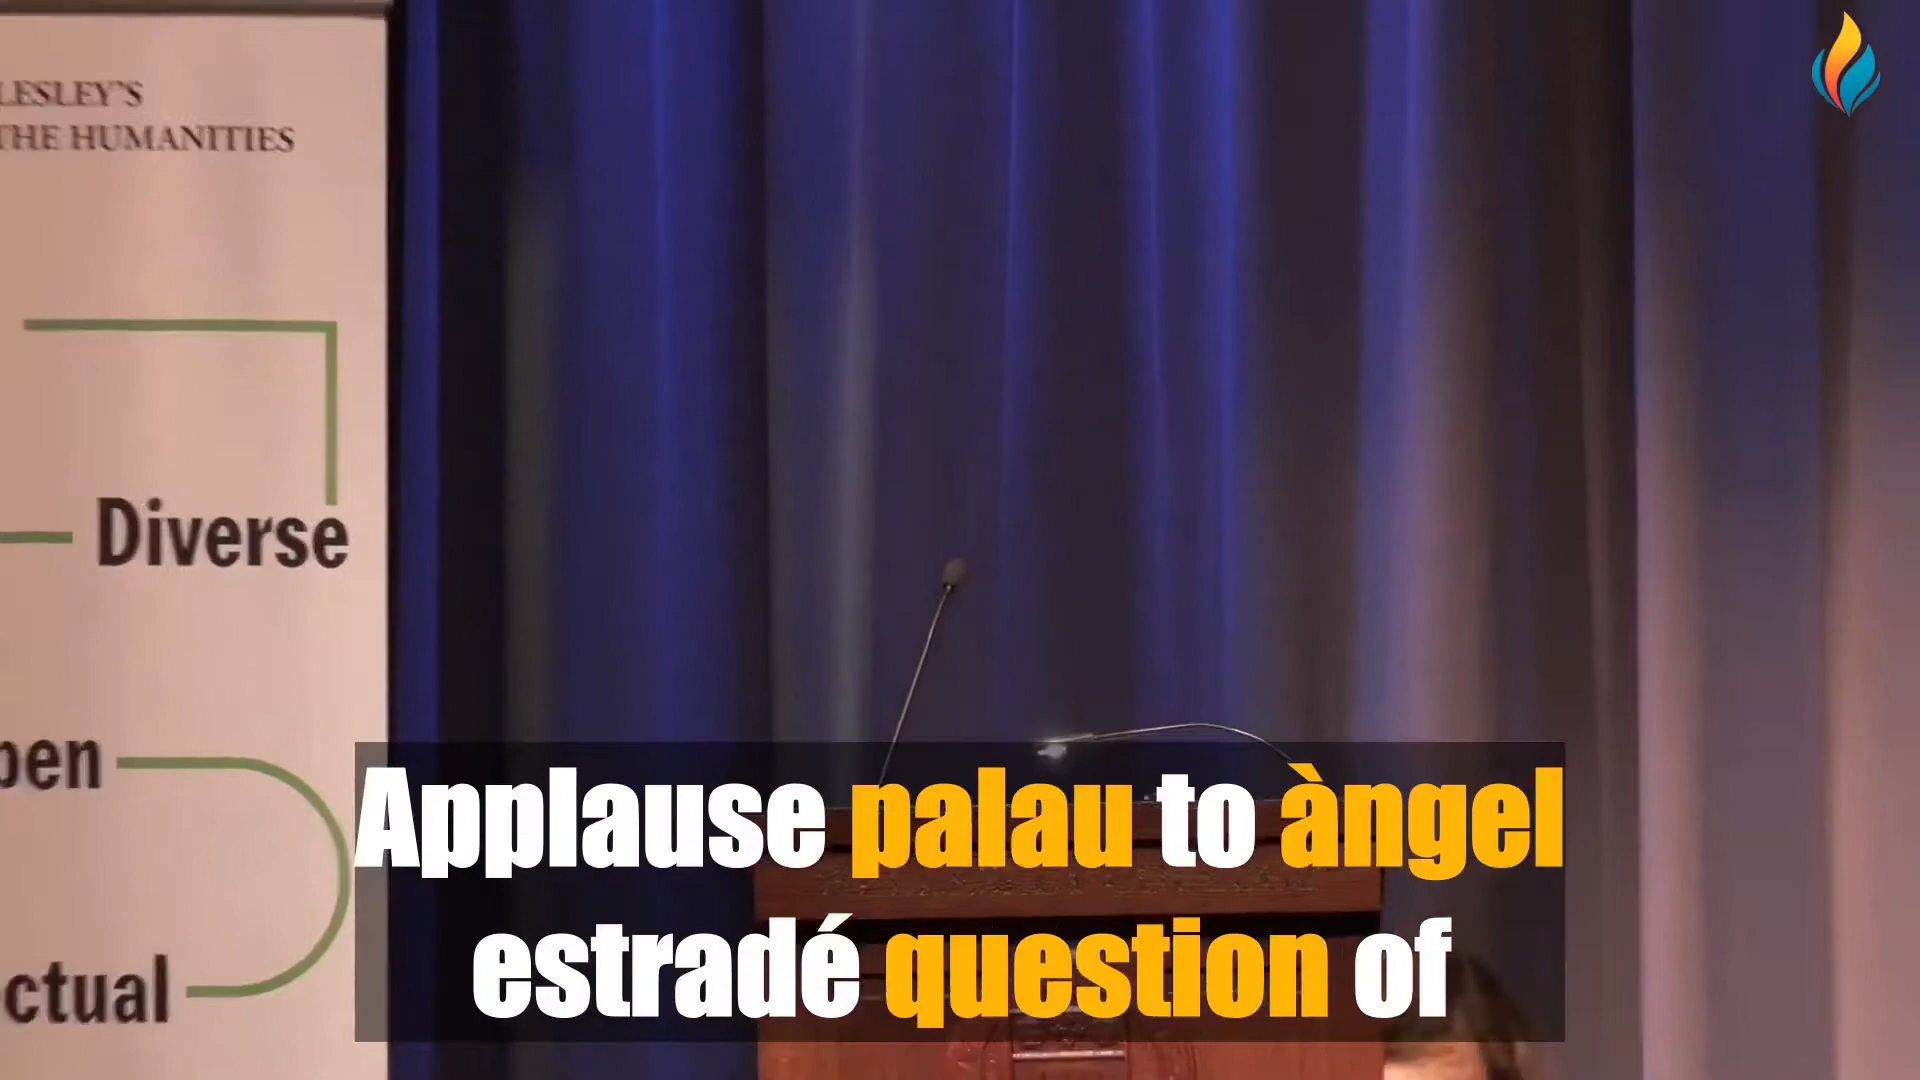 LESLEY'S
THE HUMANITIES
Diverse
pen
ctual
Applause palau to àngel
estradé question of